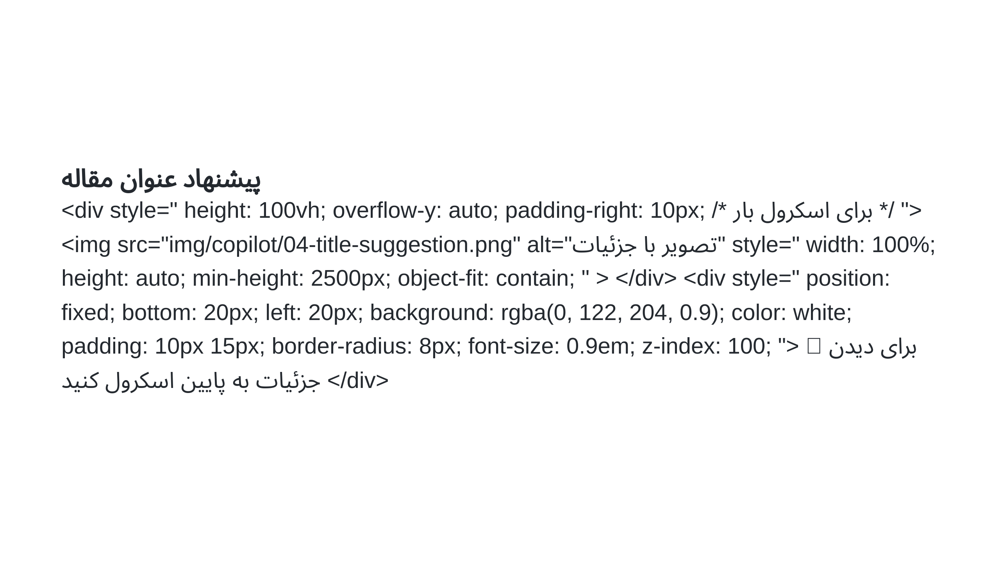 پیشنهاد عنوان مقاله
<div style=" height: 100vh; overflow-y: auto; padding-right: 10px; /* برای اسکرول بار */ ">
<img src="img/copilot/04-title-suggestion.png" alt="تصویر با جزئیات" style=" width: 100%;
height: auto; min-height: 2500px; object-fit: contain; " > </div> <div style=" position:
fixed; bottom: 20px; left: 20px; background: rgba(0, 122, 204, 0.9); color: white;
padding: 10px 15px; border-radius: 8px; font-size: 0.9em; z-index: 100; "> برای دیدن
جزئیات به پایین اسکرول کنید </div>